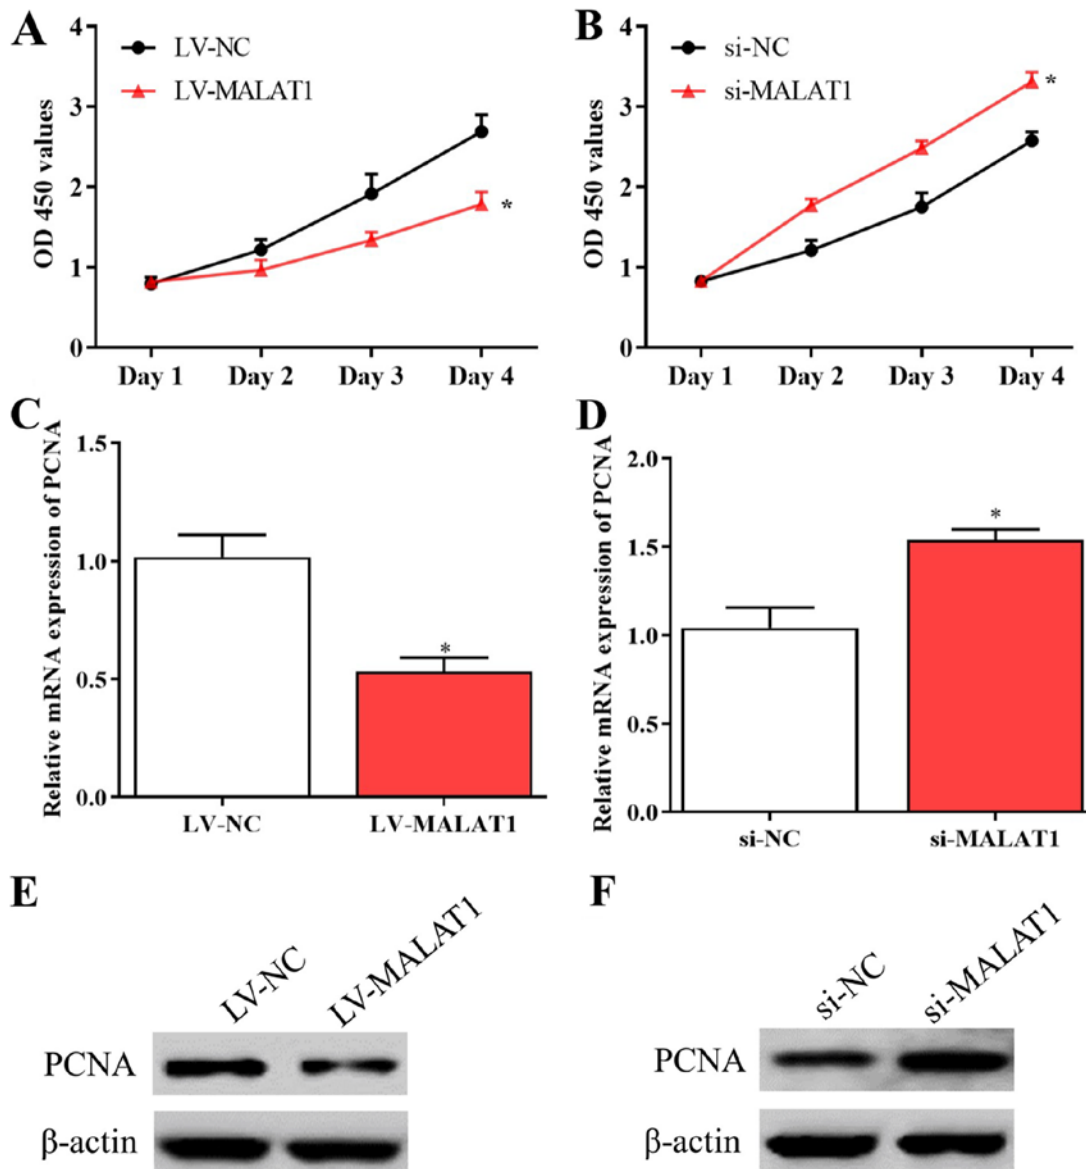 A
LV-NC
LV-MALAT1
OD 450 values
4
3
2
1
0
*
Day 1 Day 2 Day 3 Day 4
B
si-NC
si-MALAT1
OD 450 values
4
3
2
1
0
*
Day 1 Day 2 Day 3 Day 4
C
Relative mRNA expression of PCNA
1.5
1.0
0.5
0.0
*
LV-NC LV-MALAT1
D
Relative mRNA expression of PCNA
2.0
1.5
1.0
0.5
0.0
*
si-NC si-MALAT1
E
LV-NC
LV-MALAT1
PCNA
β-actin
F
si-NC
si-MALAT1
PCNA
β-actin